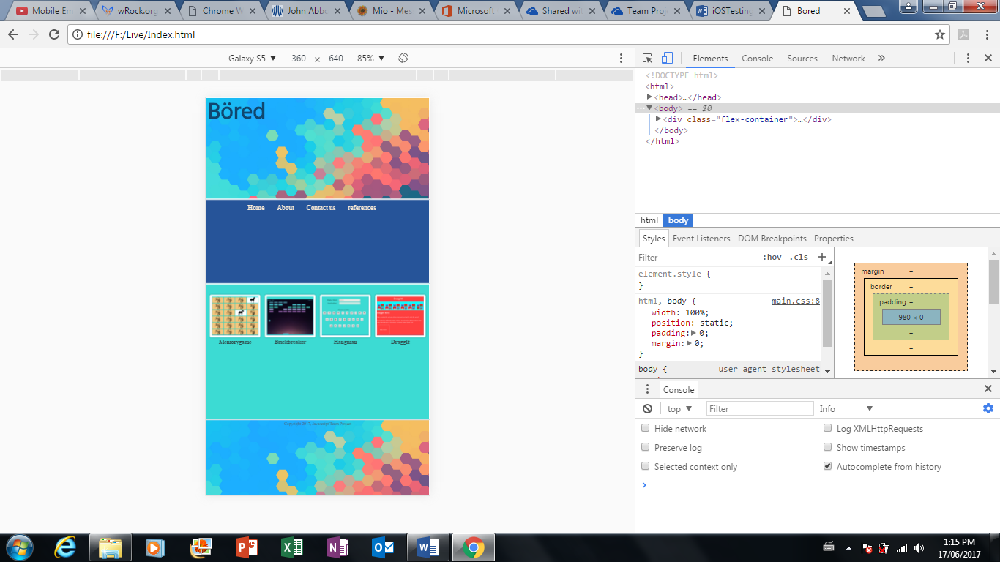 Mobile Em
wRock.org
Chrome W
John Abbo
Mio - Mes
Microsoft
Shared wit
Team Proj
iOSTesting
Bored
file:///F:/Live/Index.html
Galaxy S5 ▼ 360 × 640 85% ▼
Elements Console Sources Network »
<!DOCTYPE html>
<html>
▶<head>…</head>
…▼<body> == $0
▶<div class="flex-container">…</div>
</body>
</html>
html body
Styles Event Listeners DOM Breakpoints Properties
Filter :hov .cls +
element.style {
}
html, body { main.css:8
width: 100%;
position: static;
padding:▶ 0;
margin:▶ 0;
}
body { user agent stylesheet
margin –
border –
padding –
– – – 980 × 0 – – –
–
–
–
Console
top ▼ Filter Info ▼
Hide network Log XMLHttpRequests
Preserve log Show timestamps
Selected context only Autocomplete from history
>
Böred
Home About Contact us references
Memorygame Brickbreaker Hangman DraggIt
Copyright 2017, Javascript Team Project
1:15 PM
17/06/2017